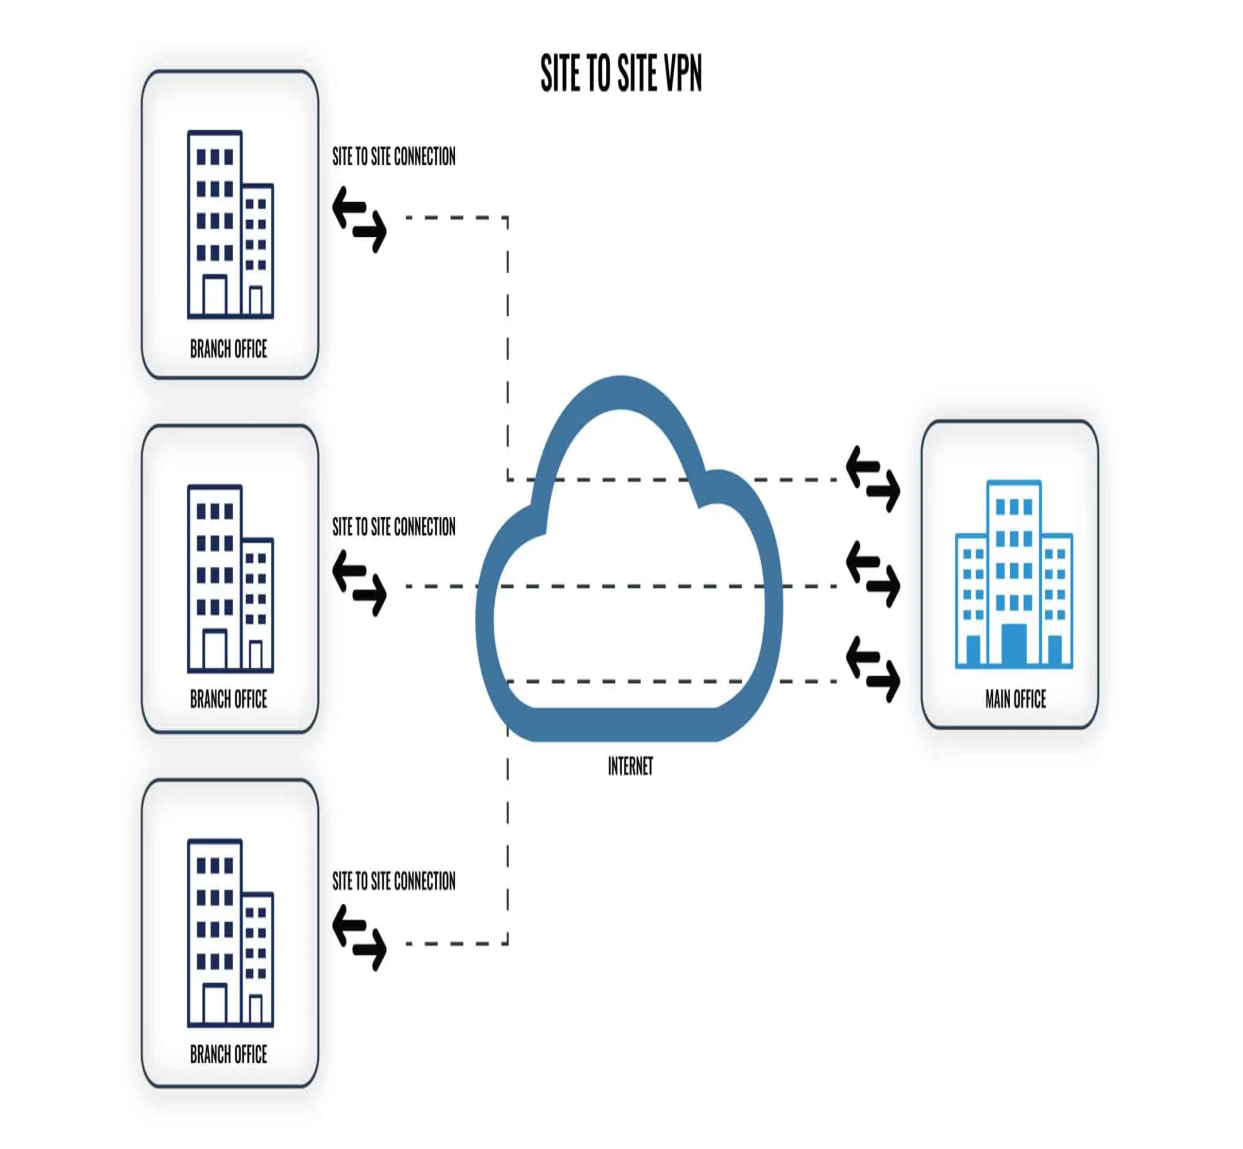 SITE TO SITE VPN
SITE TO SITE CONNECTION
BRANCH OFFICE
SITE TO SITE CONNECTION
BRANCH OFFICE
MAIN OFFICE
INTERNET
SITE TO SITE CONNECTION
BRANCH OFFICE